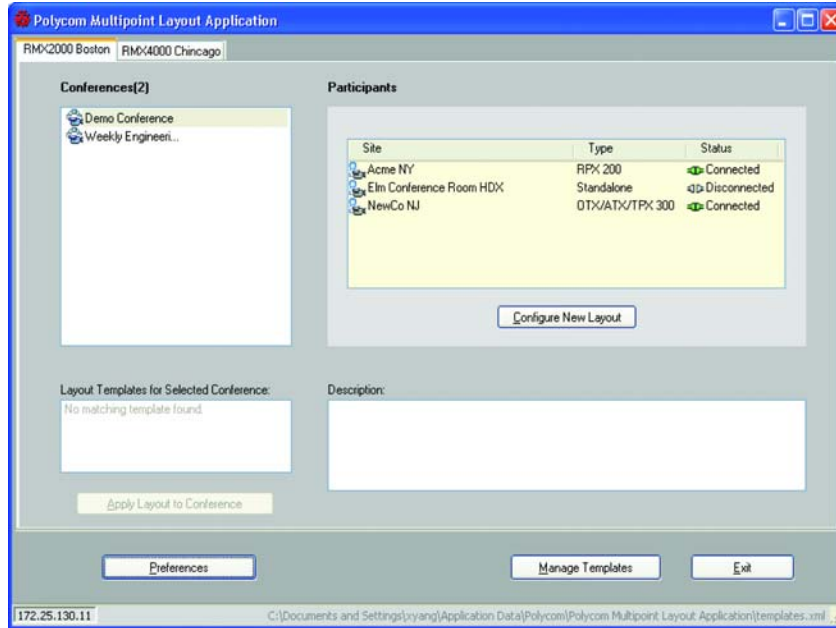 Polycom Multipoint Layout Application
RMX2000 Boston RMX4000 Chincago
Conferences(2)
Demo Conference
Weekly Engineeri...
Participants
Site Type Status
Acme NY RPX 200 Connected
Elm Conference Room HDX Standalone Disconnected
NewCo NJ OTX/ATX/TPX 300 Connected
Configure New Layout
Layout Templates for Selected Conference:
No matching template found
Description:
Apply Layout to Conference
Preferences Manage Templates Exit
172.25.130.11 C:\Documents and Settings\xyang\Application Data\Polycom\Polycom Multipoint Layout Application\templates.xml